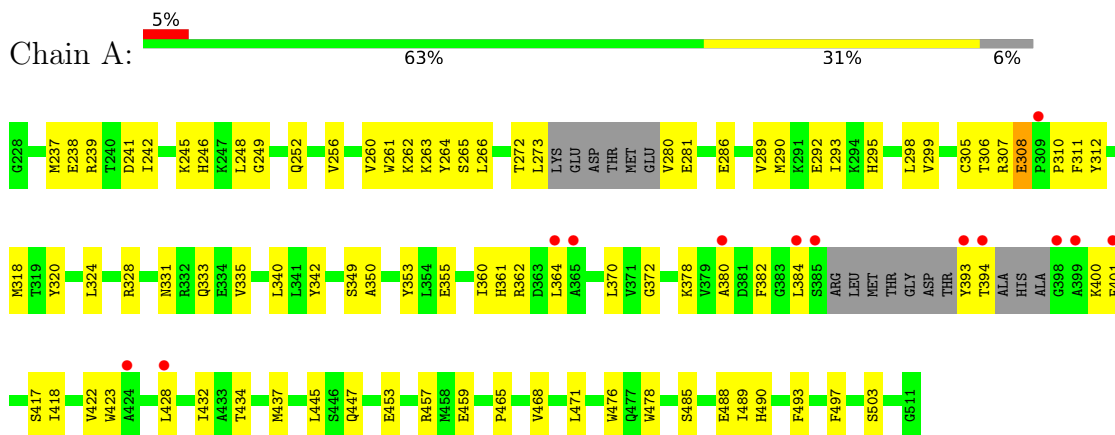 5%
Chain A:
63% 31% 6%
G228 M237 E238 R239 T240 D241 I242 K245 H246 K247 L248 G249 Q252 V256 V260 W261 K262 K263 Y264 S265 L266 T272 L273 LYS GLU ASP THR MET GLU V280 E281 E286 V289 M290 K291 E292 I293 K294 H295 L298 V299 C305 T306 R307 E308 P309 P310 F311 Y312
M318 T319 Y320 L324 R328 N331 R332 Q333 E334 V335 L340 L341 Y342 S349 A350 Y353 L354 E355 I360 H361 R362 D363 L364 A365 L370 V371 G372 K378 V379 A380 D381 F382 G383 L384 S385 ARG LEU MET THR GLY ASP THR Y393 T394 ALA HIS ALA G398 A399 K400 F401
S417 I418 V422 W423 A424 L428 I432 A433 T434 M437 L445 S446 Q447 E453 R457 M458 E459 P465 V468 L471 W476 Q477 W478 S485 E488 I489 H490 F493 F497 S503 G511